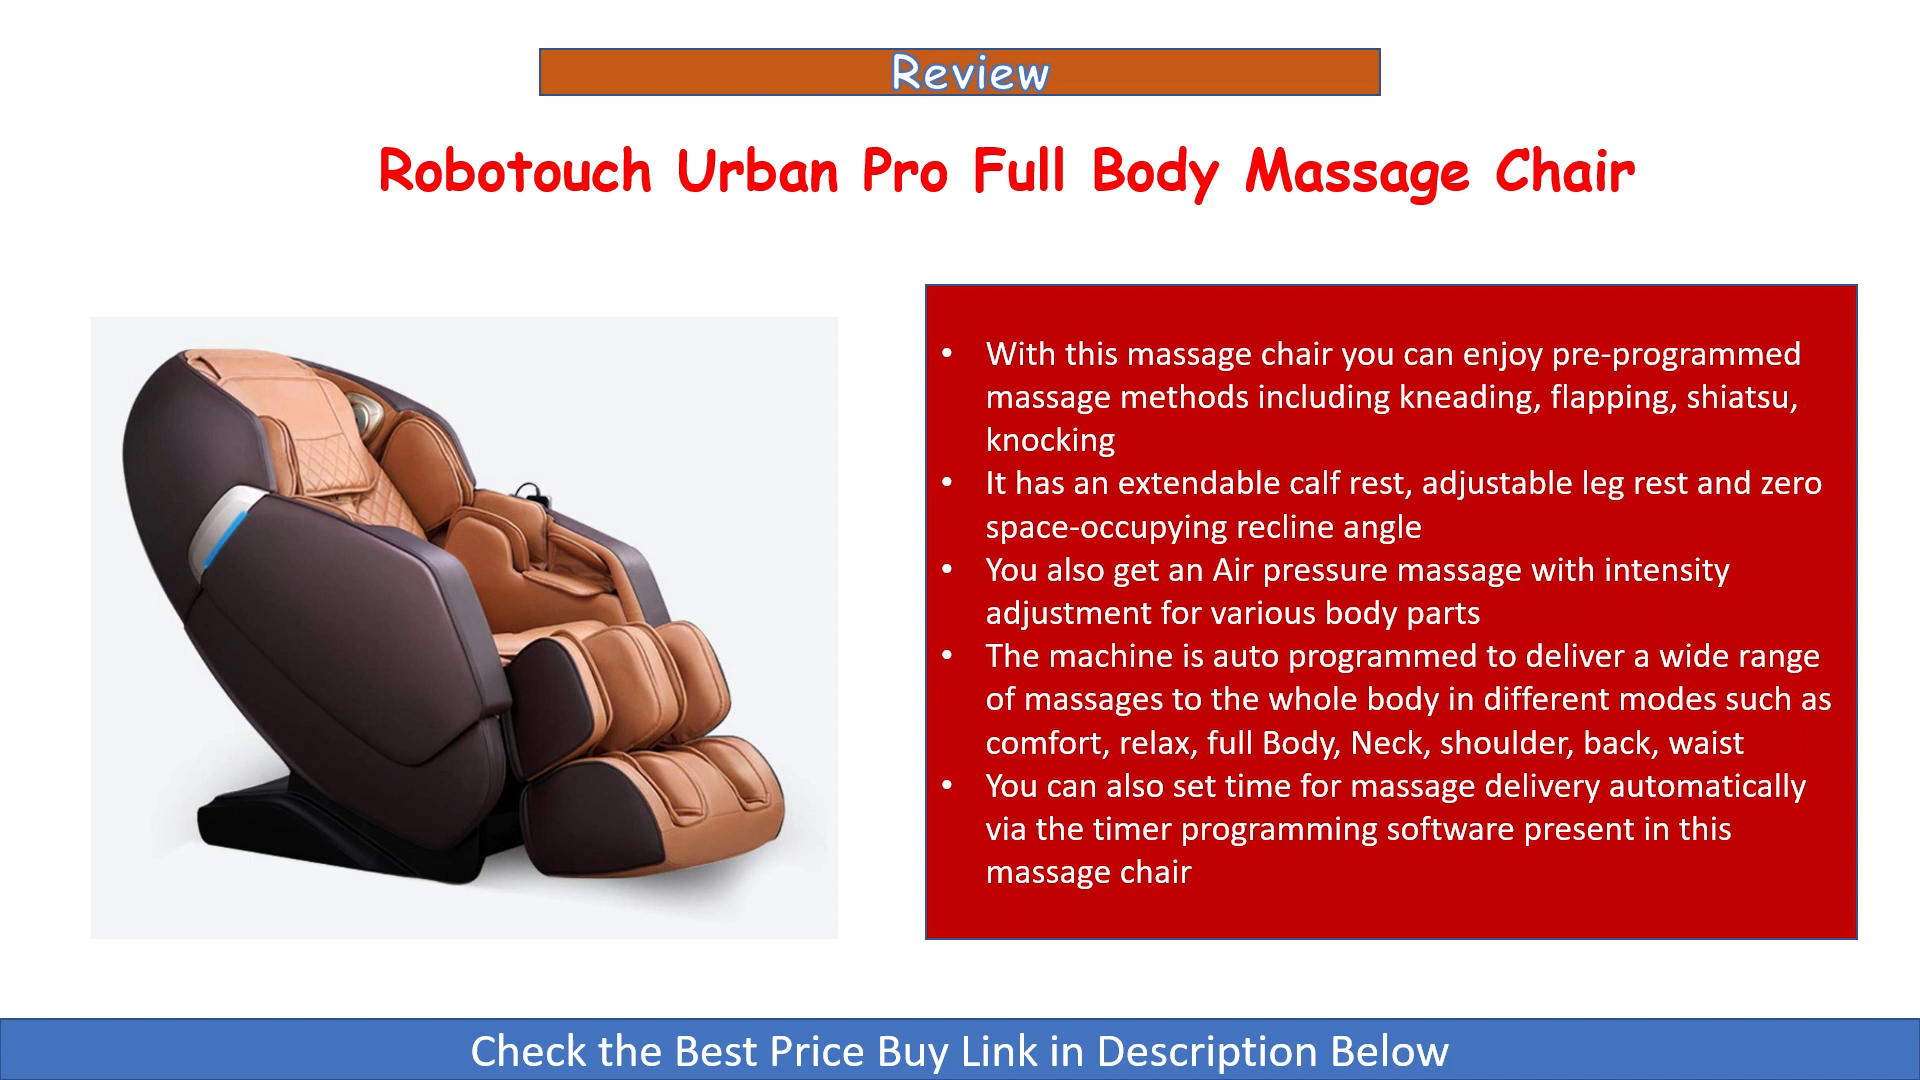 Review
Robotouch Urban Pro Full Body Massage Chair
• With this massage chair you can enjoy pre-programmed
massage methods including kneading, flapping, shiatsu,
knocking
• It has an extendable calf rest, adjustable leg rest and zero
space-occupying recline angle
• You also get an Air pressure massage with intensity
adjustment for various body parts
• The machine is auto programmed to deliver a wide range
of massages to the whole body in different modes such as
comfort, relax, full Body, Neck, shoulder, back, waist
• You can also set time for massage delivery automatically
via the timer programming software present in this
massage chair
Check the Best Price Buy Link in Description Below